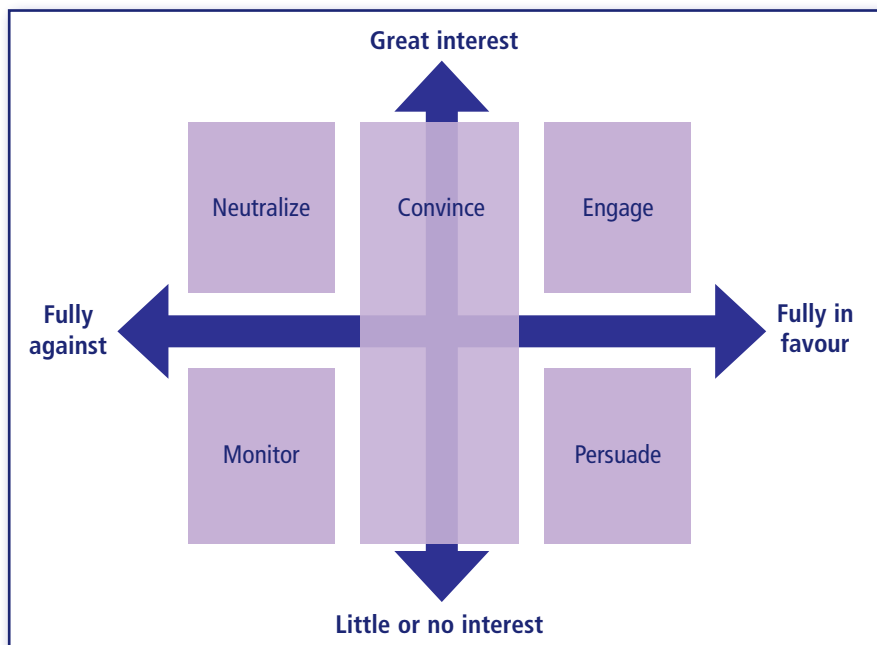 Great interest
Neutralize
Convince
Engage
Fully
against
Fully in
favour
Monitor
Persuade
Little or no interest